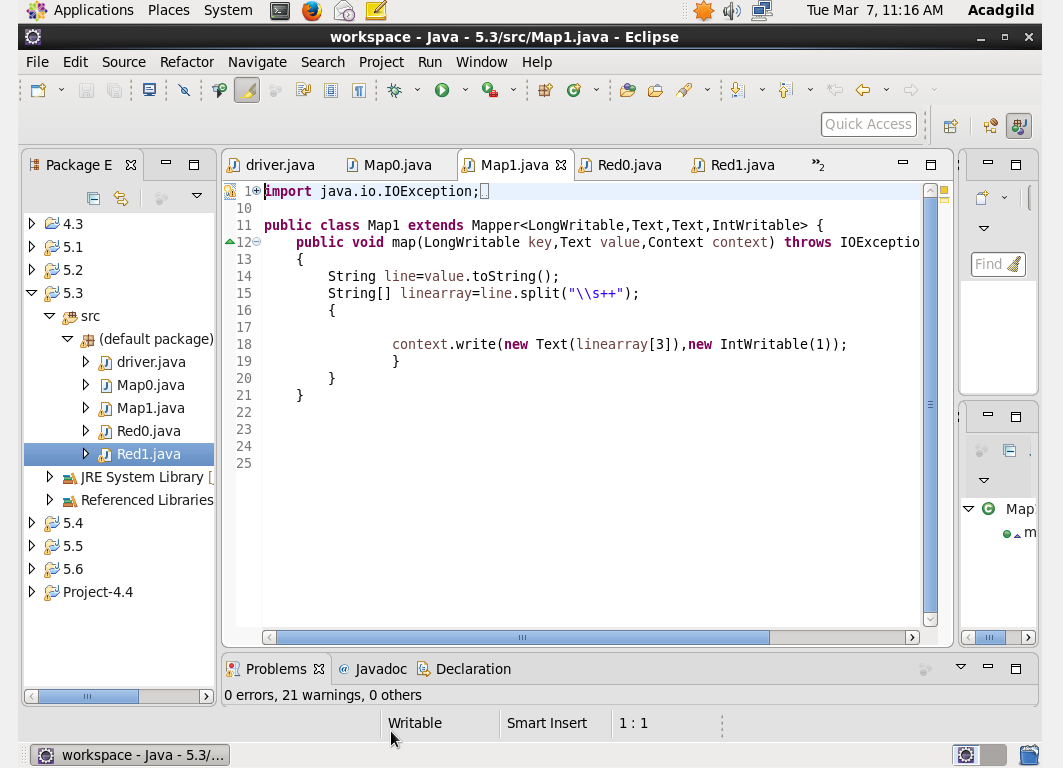 Applications Places System Tue Mar 7, 11:16 AM Acadgild
workspace - Java - 5.3/src/Map1.java - Eclipse
File Edit Source Refactor Navigate Search Project Run Window Help
Quick Access
Package E
4.3
5.1
5.2
5.3
src
(default package)
driver.java
Map0.java
Map1.java
Red0.java
Red1.java
JRE System Library [
Referenced Libraries
5.4
5.5
5.6
Project-4.4
driver.java Map0.java Map1.java Red0.java Red1.java »2
1 import java.io.IOException;
10
11 public class Map1 extends Mapper<LongWritable,Text,Text,IntWritable> {
12 public void map(LongWritable key,Text value,Context context) throws IOExceptio
13 {
14 String line=value.toString();
15 String[] linearray=line.split("\\s++");
16 {
17
18 context.write(new Text(linearray[3]),new IntWritable(1));
19 }
20 }
21 }
22
23
24
25
Find
Map
m
Problems Javadoc Declaration
0 errors, 21 warnings, 0 others
Writable Smart Insert 1 : 1
workspace - Java - 5.3/...